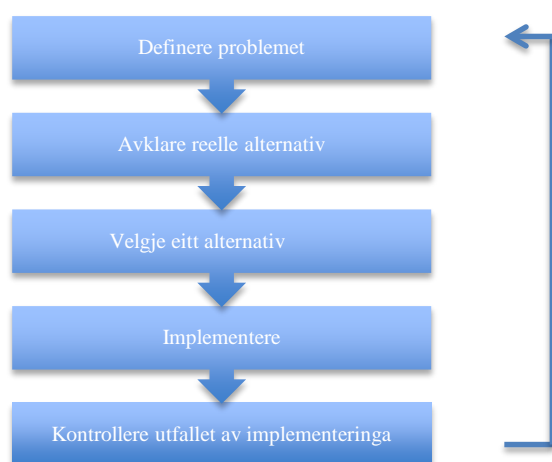 Definere problemet
Avklare reelle alternativ
Velgje eitt alternativ
Implementere
Kontrollere utfallet av implementeringa